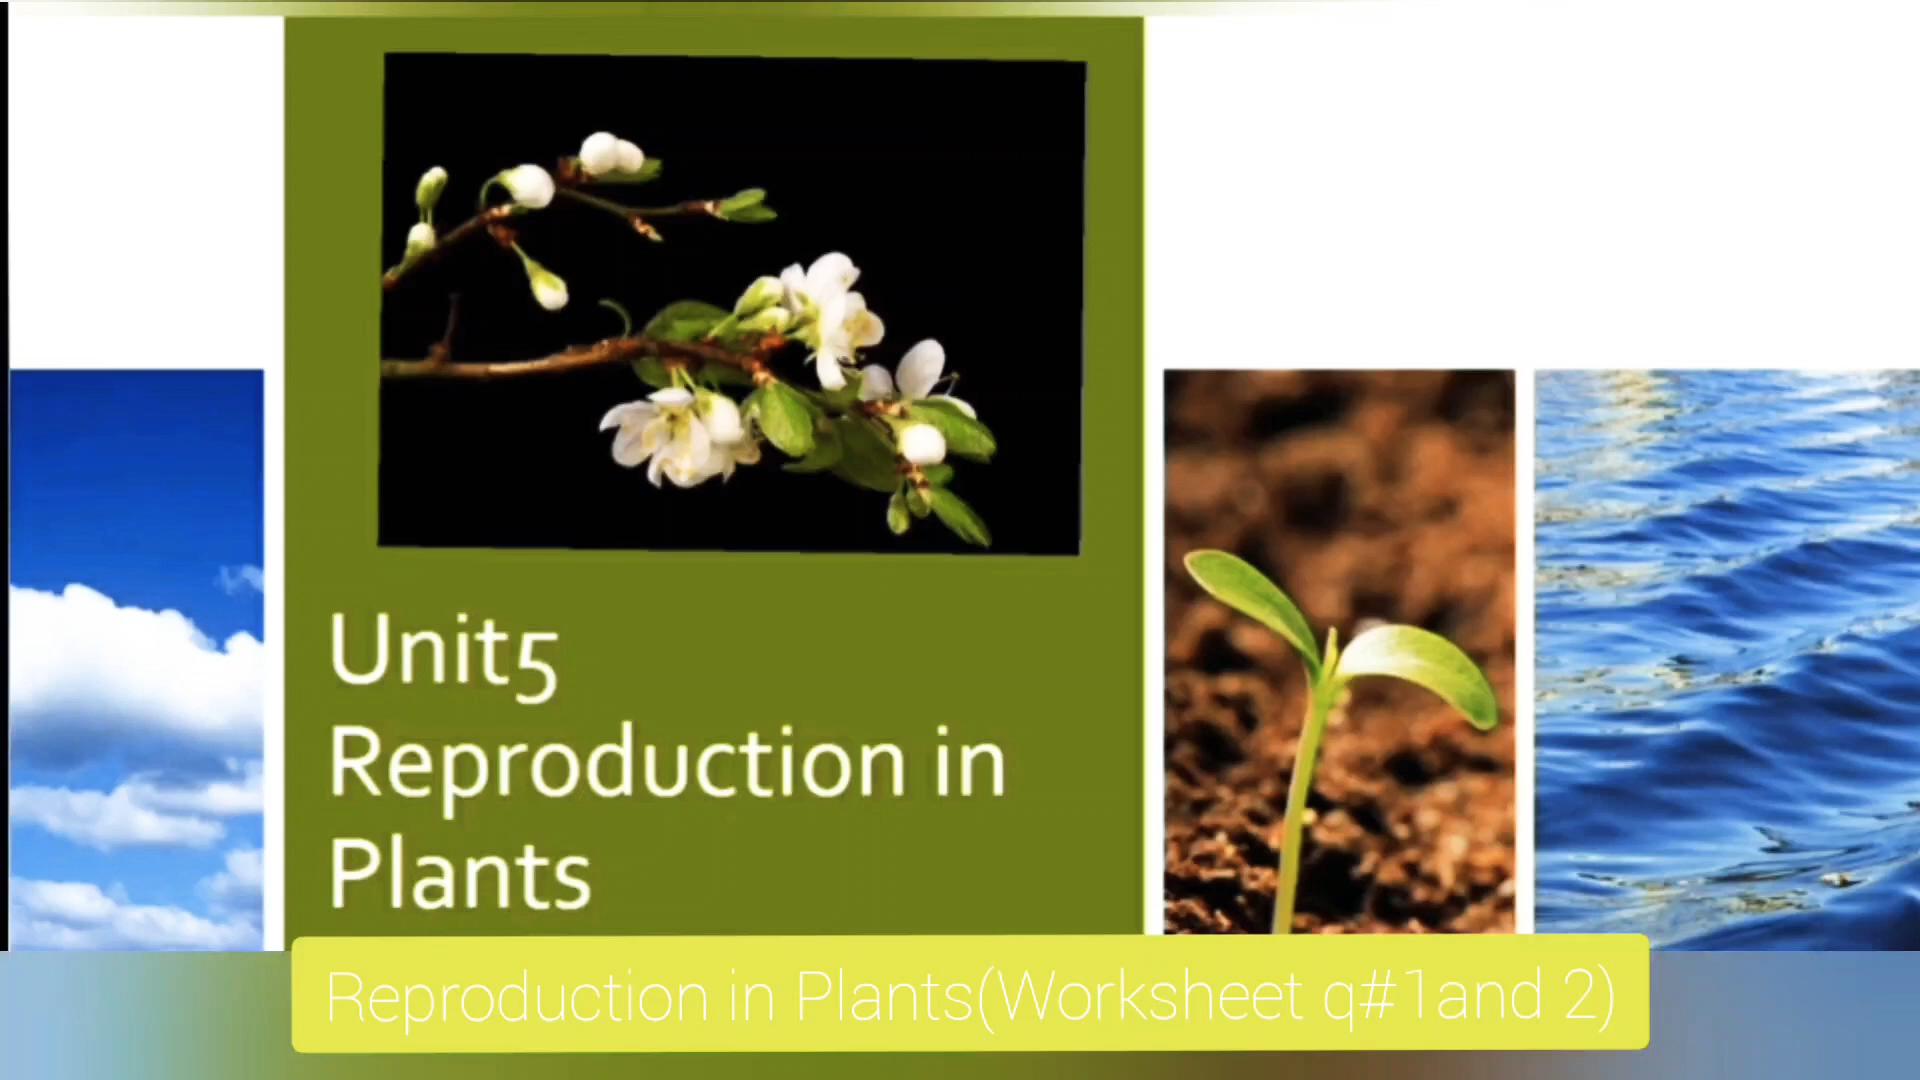 Unit5
Reproduction in
Plants
Reproduction in Plants(Worksheet q#1and 2)